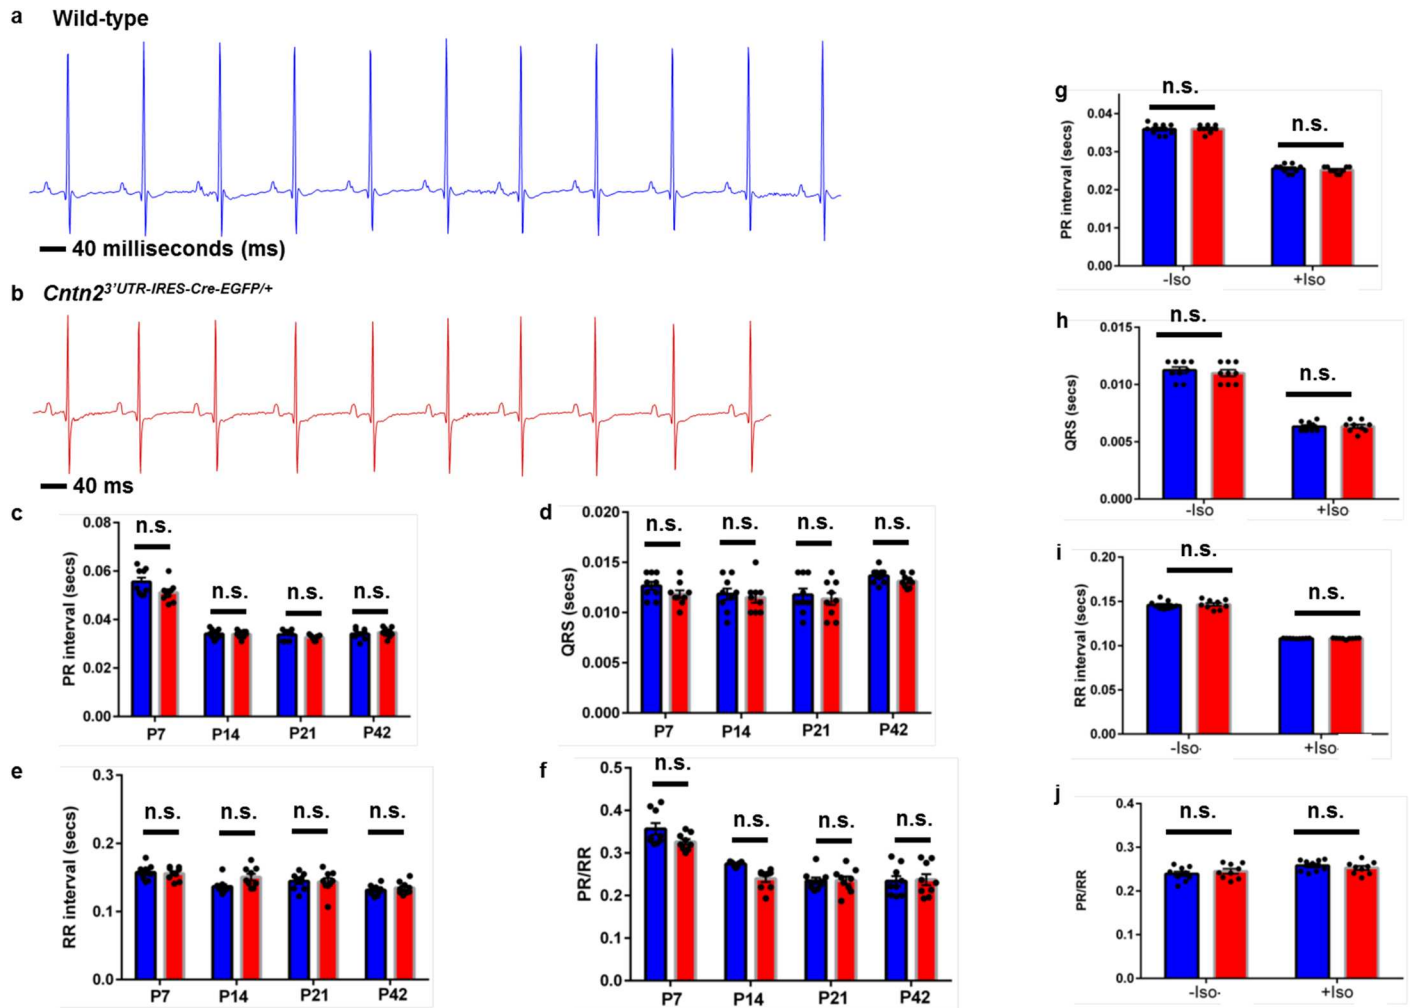 a Wild-type
40 milliseconds (ms)
b Cntn23'UTR-IRES-Cre-EGFP/+
40 ms
c
PR interval (secs)
0.08
0.06
0.04
0.02
0.00
n.s.
n.s.
n.s.
n.s.
P7 P14 P21 P42
d
QRS (secs)
0.020
0.015
0.010
0.005
0.000
n.s. n.s. n.s. n.s.
P7 P14 P21 P42
e
RR interval (secs)
0.3
0.2
0.1
0.0
n.s. n.s. n.s. n.s.
P7 P14 P21 P42
f
PR/RR
0.5
0.4
0.3
0.2
0.1
0.0
n.s.
n.s. n.s. n.s.
P7 P14 P21 P42
g
PR interval (secs)
0.04
0.03
0.02
0.01
0.00
n.s.
n.s.
-Iso +Iso
h
QRS (secs)
0.015
0.010
0.005
0.000
n.s.
n.s.
-Iso +Iso
i
RR interval (secs)
0.20
0.15
0.10
0.05
0.00
n.s.
n.s.
-Iso +Iso
j
PR/RR
0.4
0.3
0.2
0.1
0.0
n.s. n.s.
-Iso +Iso